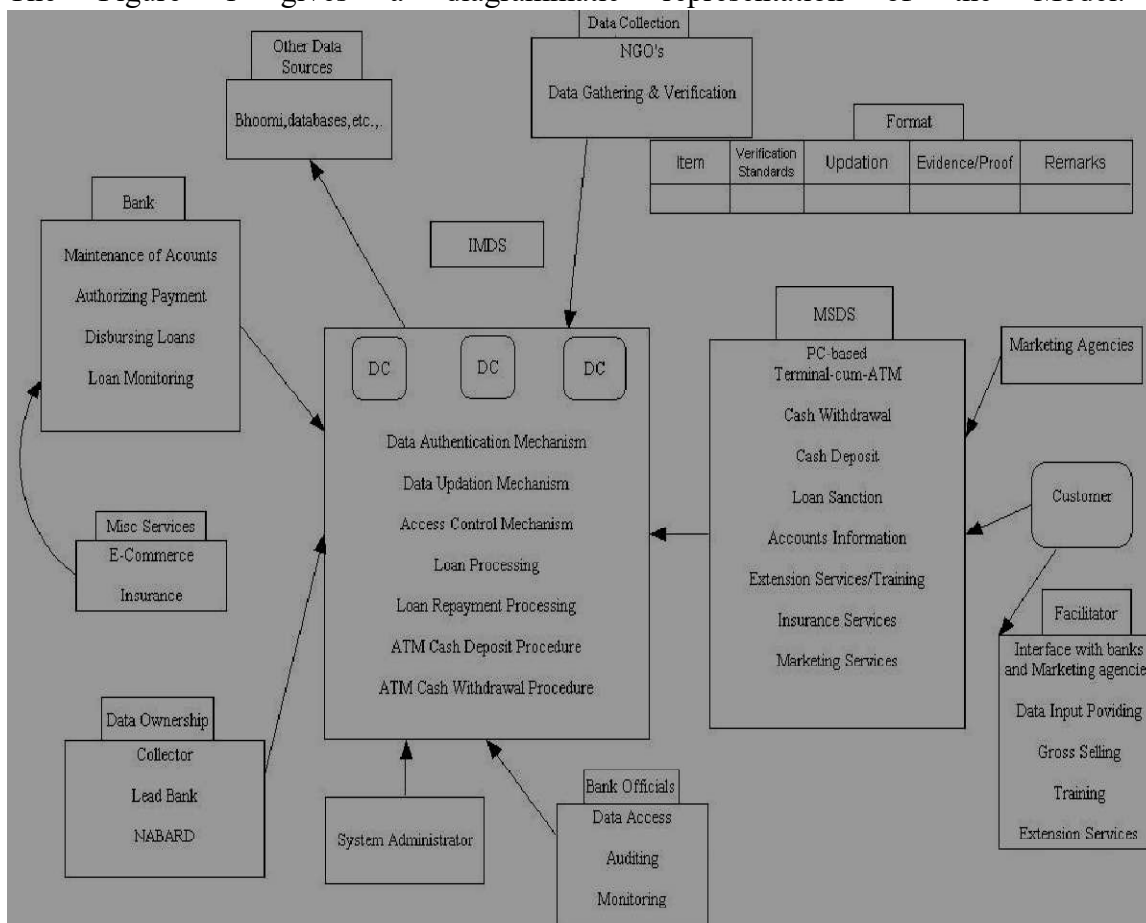 The Figure 1 gives a diagrammatic representation of the Model.
Data Collection
NGO's
Data Gathering & Verification
Other Data
Sources
Bhoomi,databases,etc.,.
Format
Item
Verification
Standards
Updation
Evidence/Proof
Remarks
Bank
Maintenance of Acounts
Authorizing Payment
Disbursing Loans
Loan Monitoring
IMDS
DC
DC
DC
Data Authentication Mechanism
Data Updation Mechanism
Access Control Mechanism
Loan Processing
Loan Repayment Processing
ATM Cash Deposit Procedure
ATM Cash Withdrawal Procedure
MSDS
PC-based
Terminal-cum-ATM
Cash Withdrawal
Cash Deposit
Loan Sanction
Accounts Information
Extension Services/Training
Insurance Services
Marketing Services
Marketing Agencies
Customer
Misc Services
E-Commerce
Insurance
Facilitator
Interface with banks
and Marketing agencie
Data Input Poviding
Gross Selling
Training
Extension Services
Data Ownership
Collector
Lead Bank
NABARD
System Administrator
Bank Officials
Data Access
Auditing
Monitoring